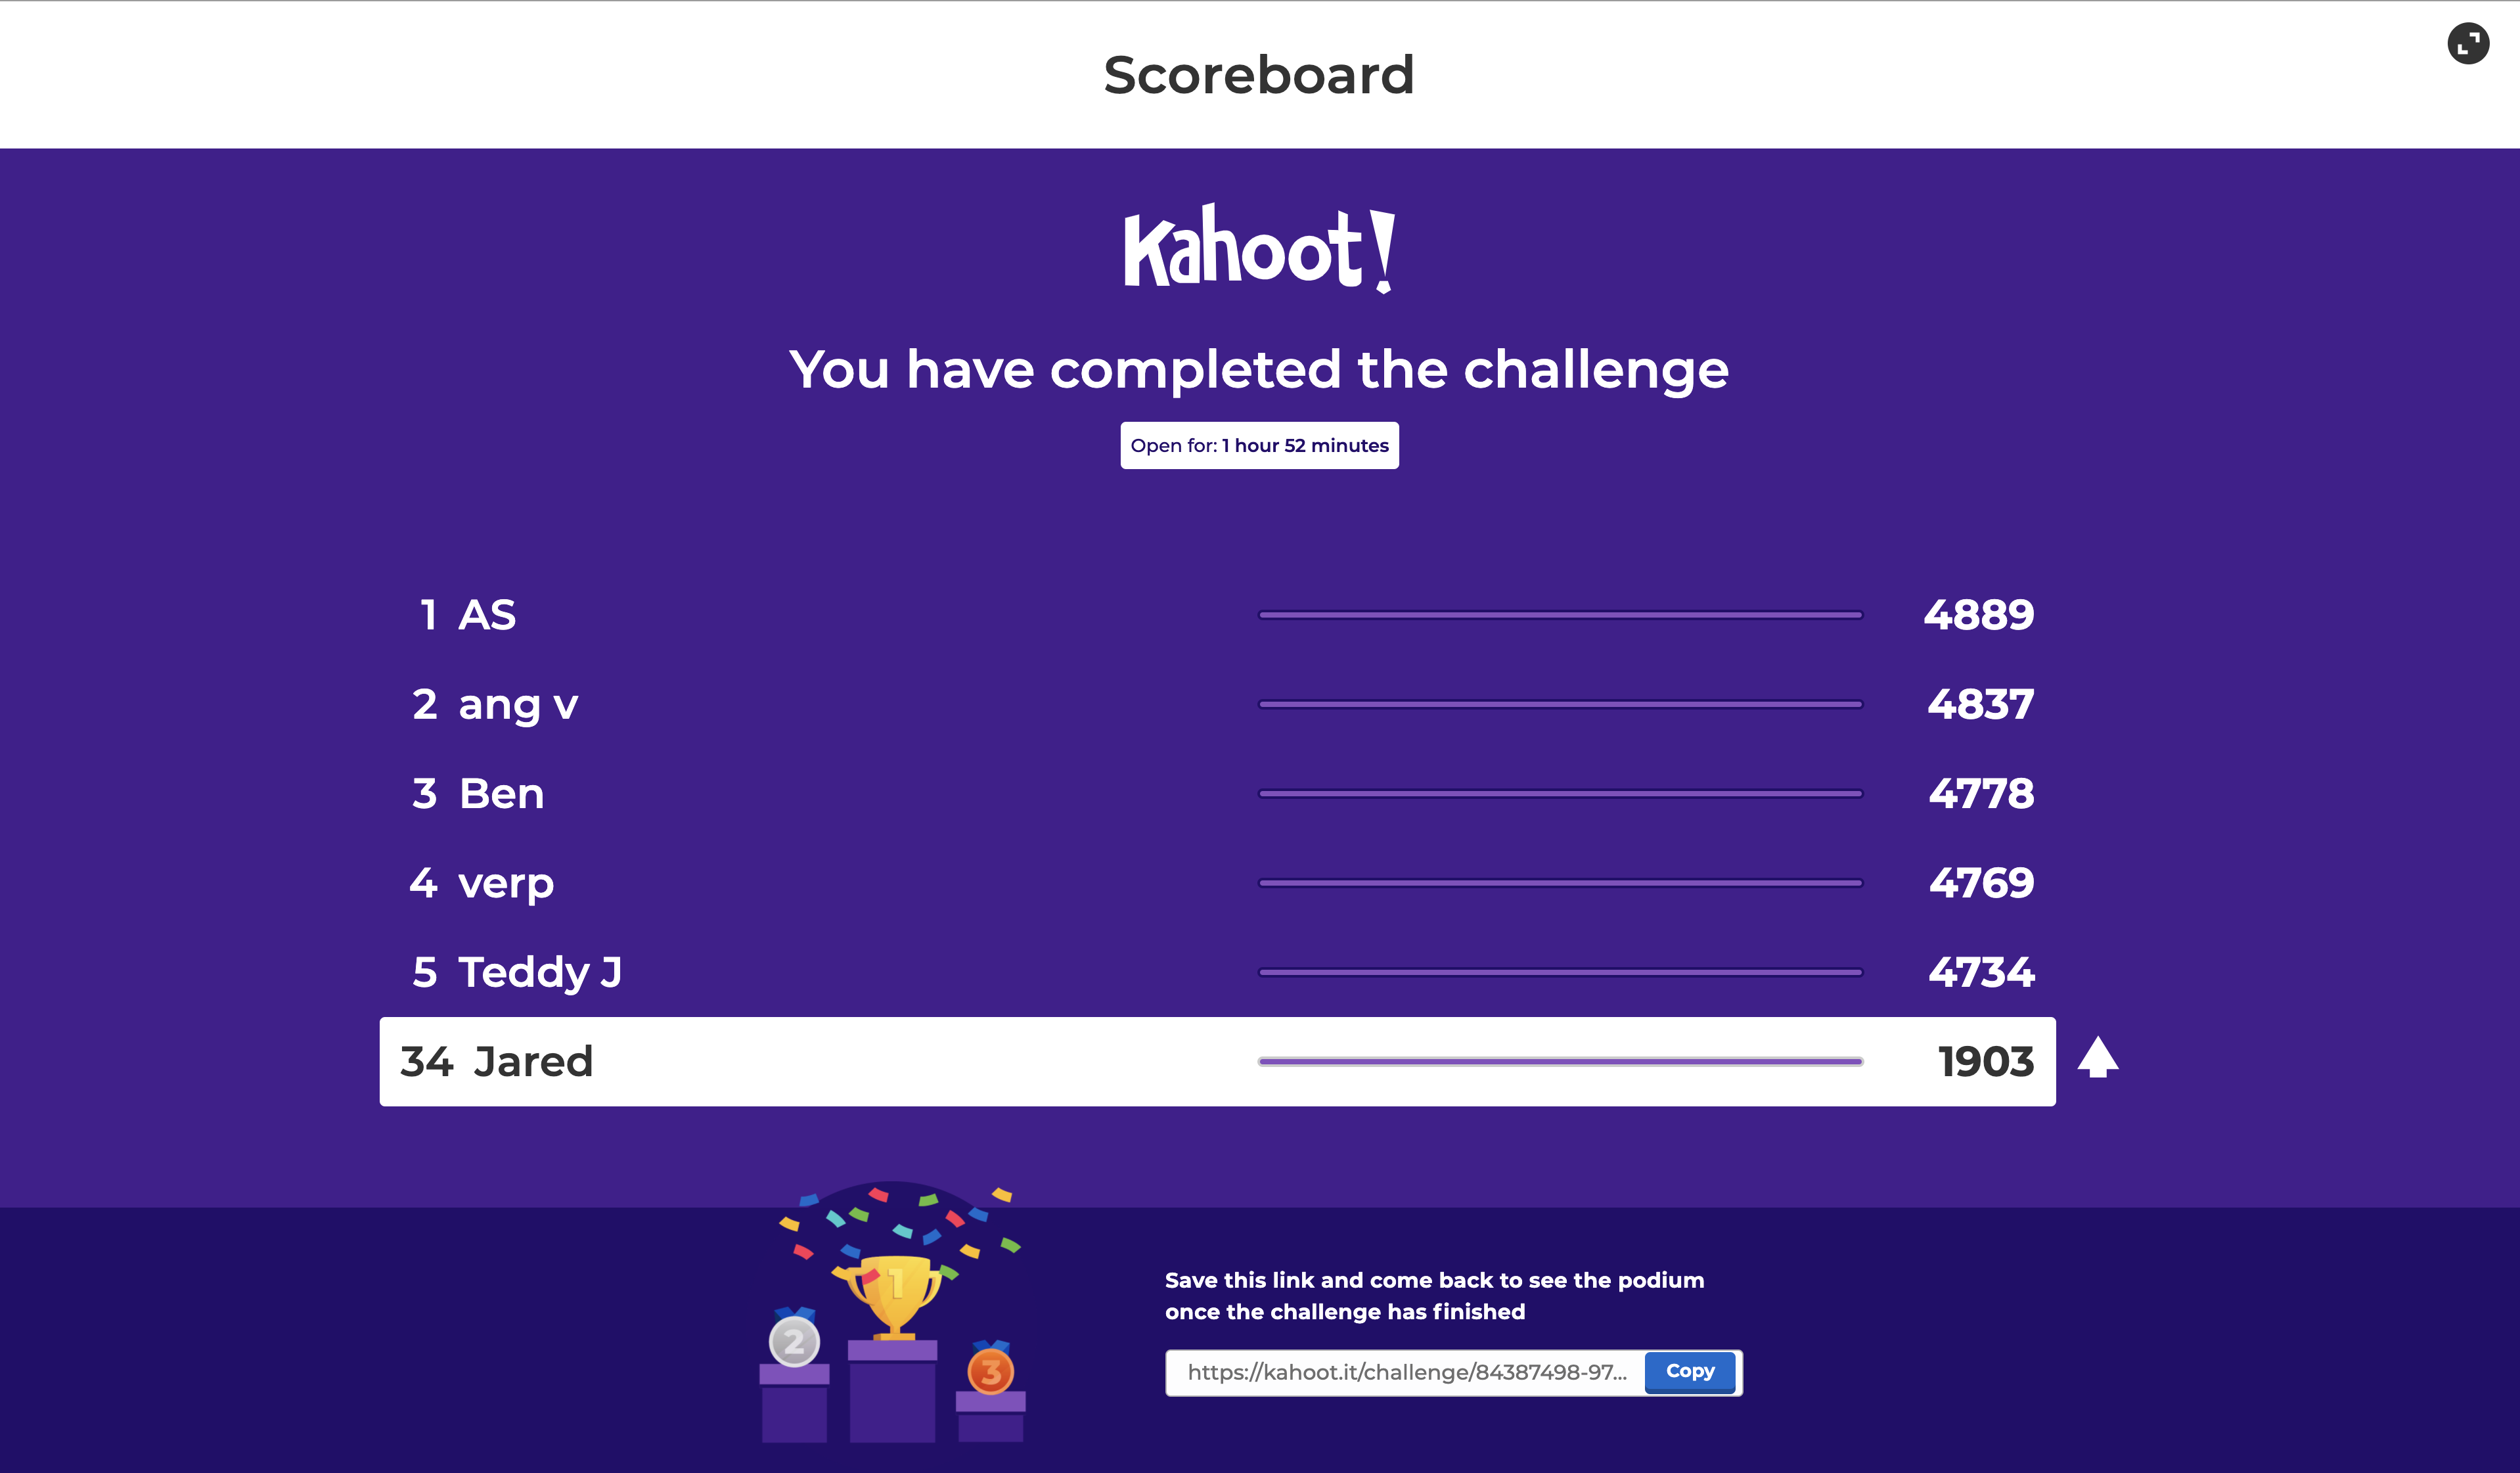 Scoreboard
Kahoot!
You have completed the challenge
Open for: 1 hour 52 minutes
1 AS 4889
2 ang v 4837
3 Ben 4778
4 verp 4769
5 Teddy J 4734
34 Jared 1903
1
2
3
Save this link and come back to see the podium
once the challenge has finished
https://kahoot.it/challenge/84387498-97... Copy